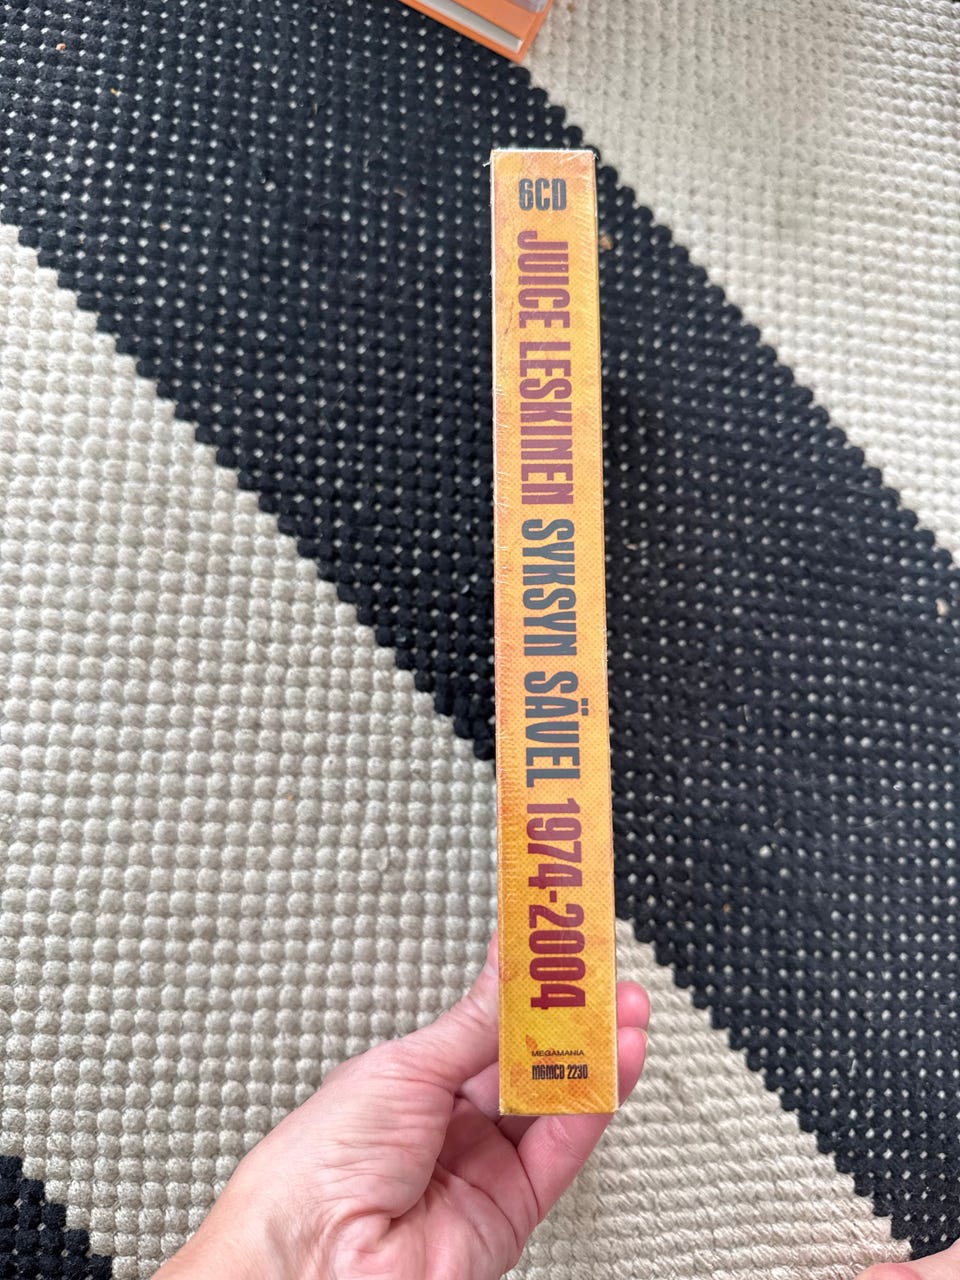 6CD
JUICE LESKINEN SYKSYN SÄVEL 1974-2004
MEGAMANIA
MGMCD 2230